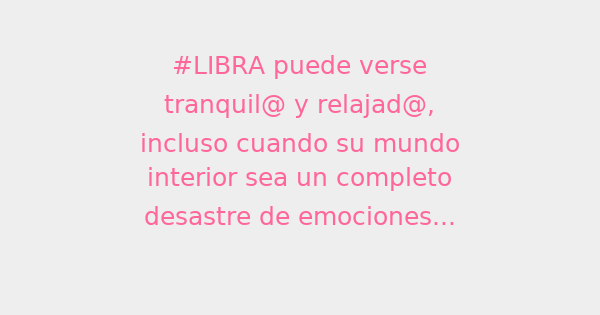 #LIBRA puede verse
tranquil@ y relajad@,
incluso cuando su mundo
interior sea un completo
desastre de emociones...